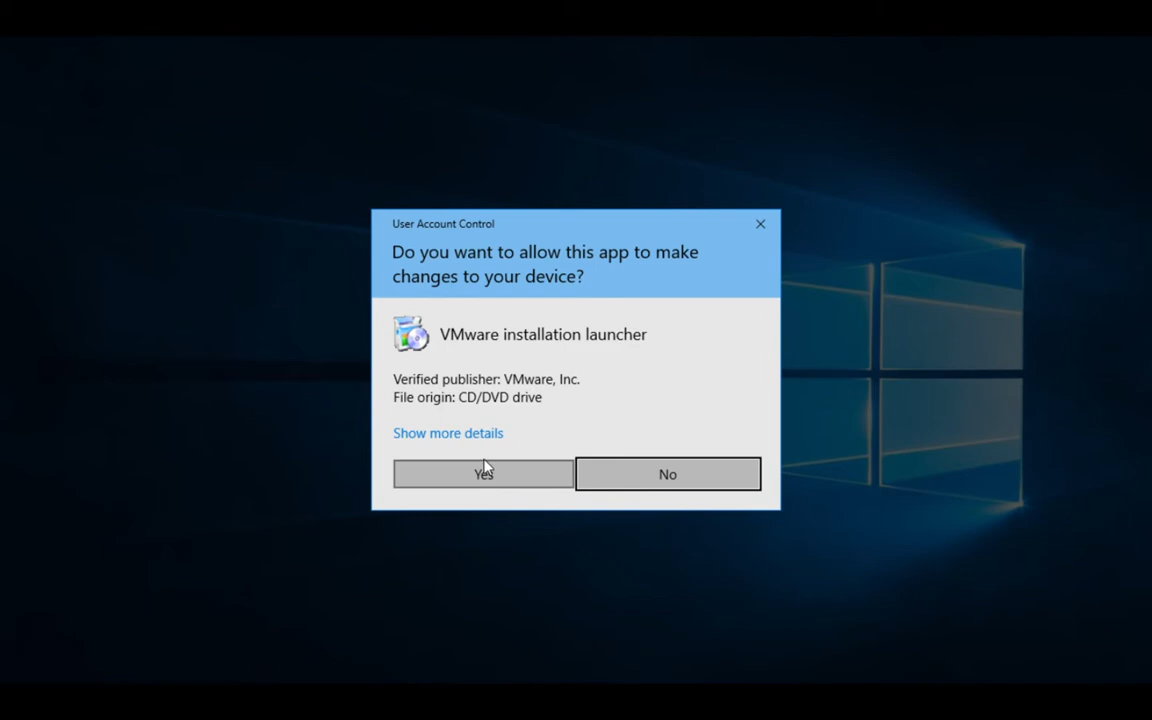 User Account Control
Do you want to allow this app to make
changes to your device?
VMware installation launcher
Verified publisher: VMware, Inc.
File origin: CD/DVD drive
Show more details
Yes
No